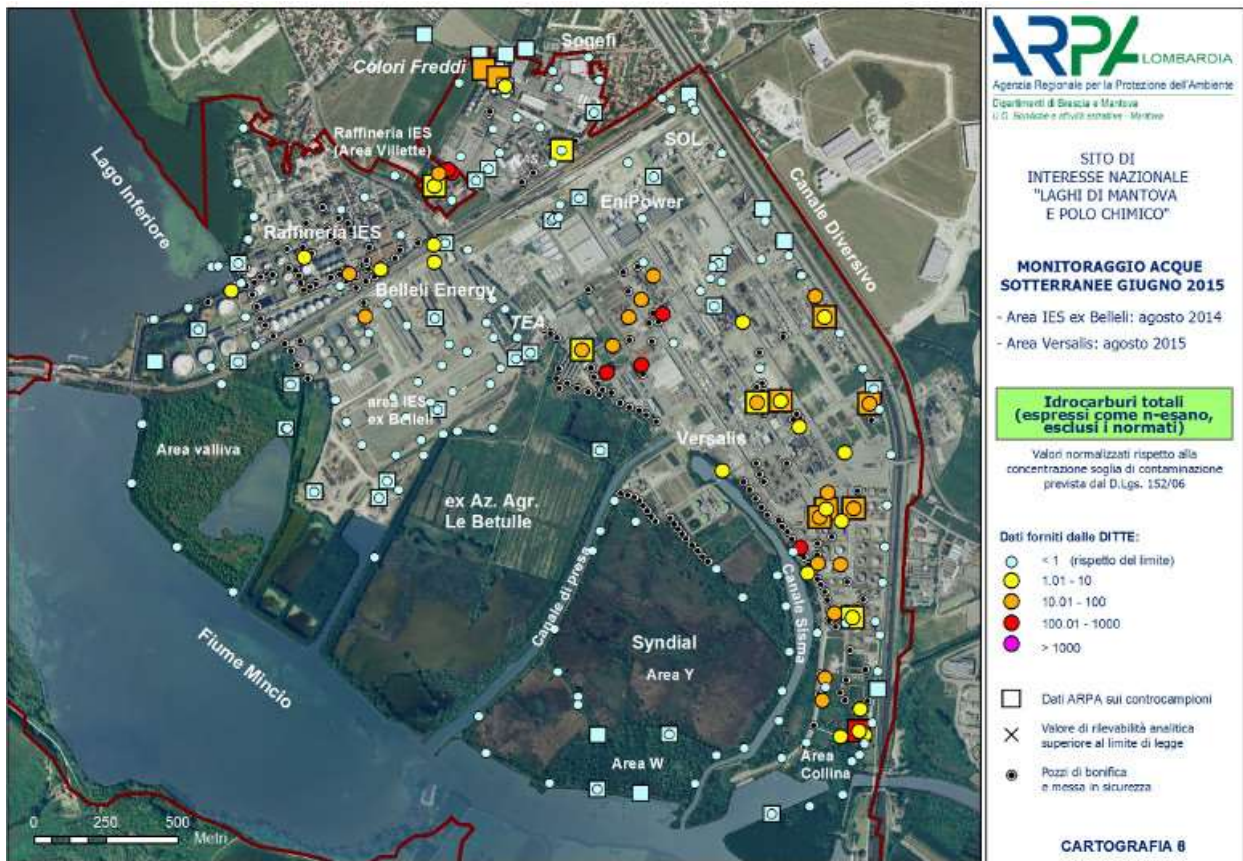 Sogefi
Colori Freddi
Raffineria IES
(Area Villette)
SOL
Lago Inferiore
EniPower
Canale Diversivo
Raffineria IES
Belleli Energy
TEA
area IES
ex Belleli
Versalis
Area valliva
ex Az. Agr.
Le Betulle
Canale di presa
Canale Sisma
Fiume Mincio
Syndial
Area Y
Area W
Area
Collina
0 250 500
Metri
ARPA LOMBARDIA
Agenzia Regionale per la Protezione dell'Ambiente
Dipartimenti di Brescia e Mantova
U.O. Bonifiche e attività estrattive - Mantova
SITO DI
INTERESSE NAZIONALE
"LAGHI DI MANTOVA
E POLO CHIMICO"
MONITORAGGIO ACQUE
SOTTERRANEE GIUGNO 2015
- Area IES ex Belleli: agosto 2014
- Area Versalis: agosto 2015
Idrocarburi totali
(espressi come n-esano,
esclusi i normati)
Valori normalizzati rispetto alla
concentrazione soglia di contaminazione
prevista dal D.Lgs. 152/06
Dati forniti dalle DITTE:
< 1 (rispetto del limite)
1.01 - 10
10.01 - 100
100.01 - 1000
> 1000
Dati ARPA sui controcampioni
Valore di rilevabilità analitica
superiore al limite di legge
Pozzi di bonifica
e messa in sicurezza
CARTOGRAFIA 6